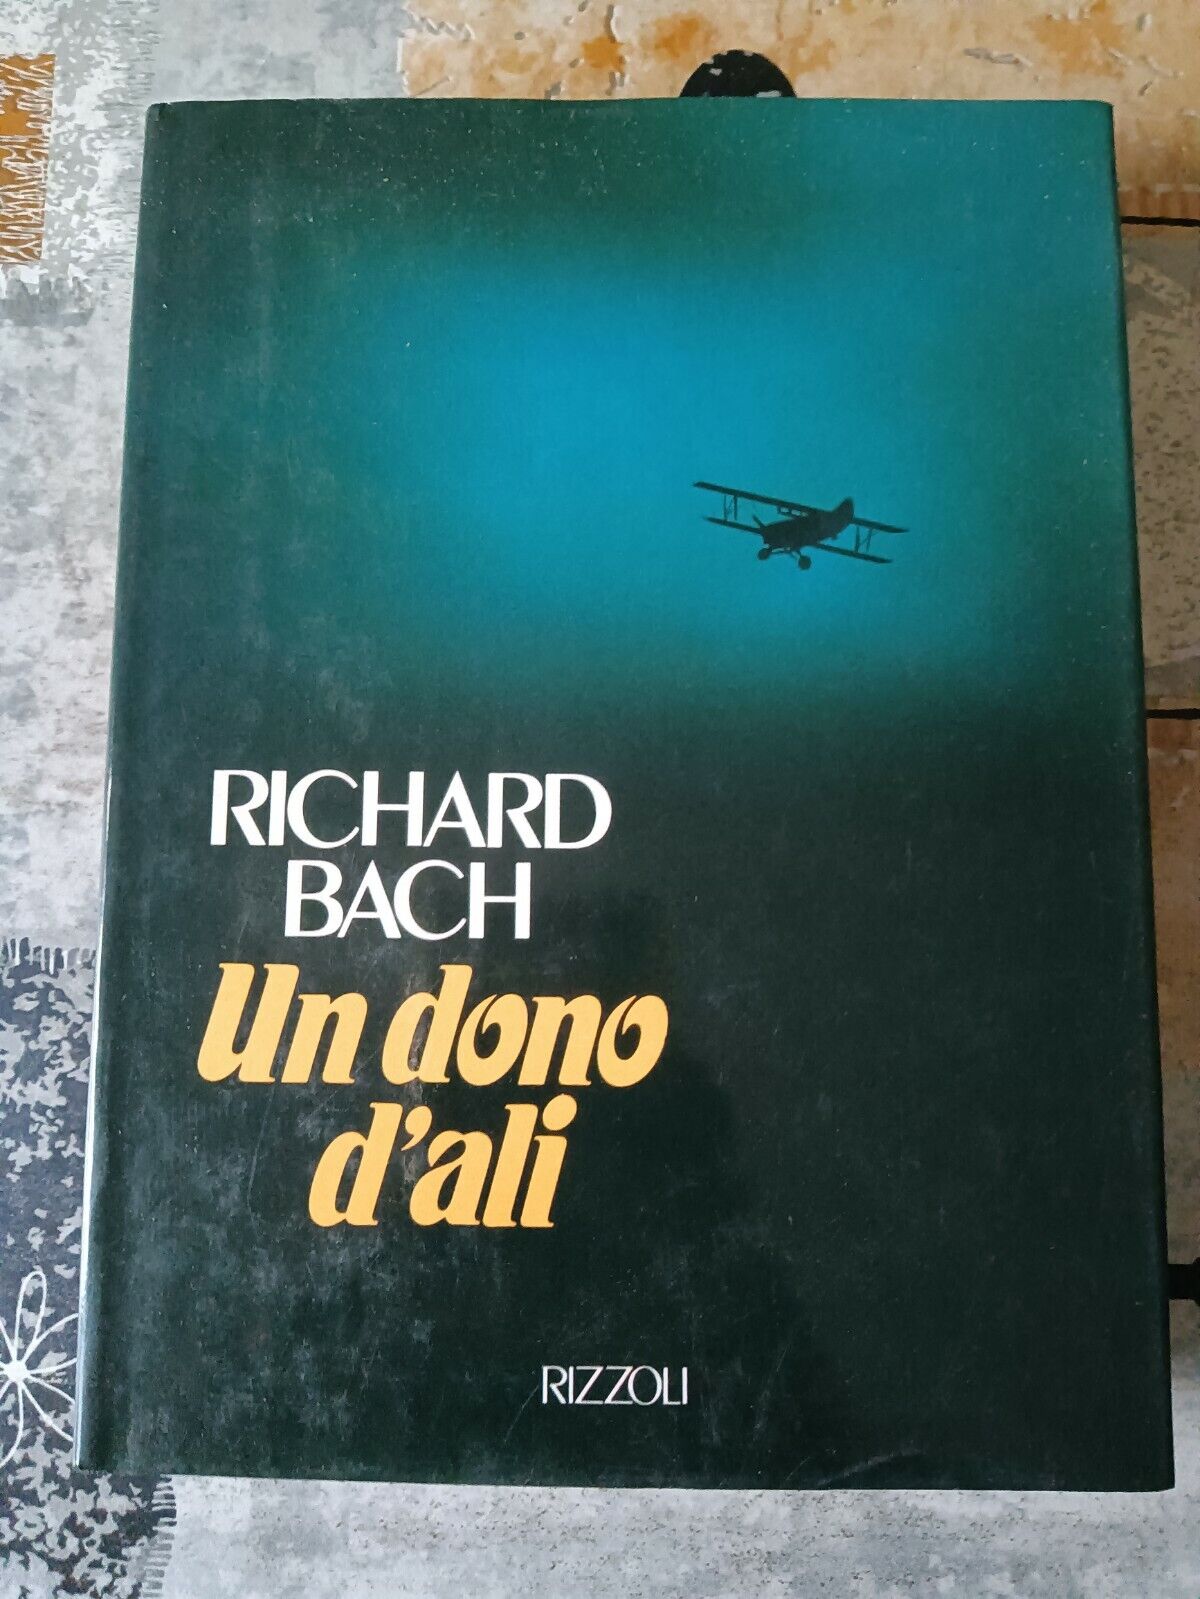 RICHARD
BACH
Un dono
d'ali
RIZZOLI